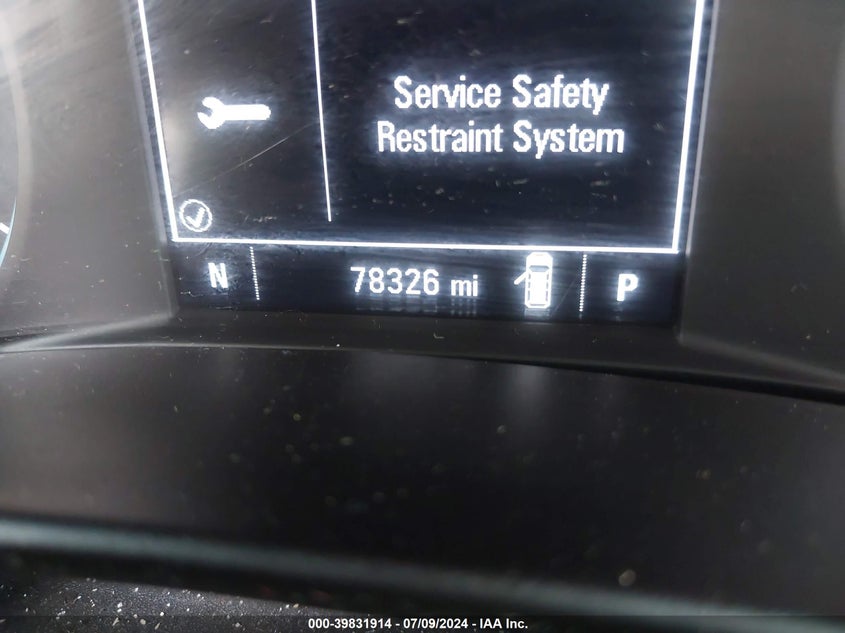 Service Safety
Restraint System
N 78326 mi P
000-39831914 - 07/09/2024 - IAA Inc.